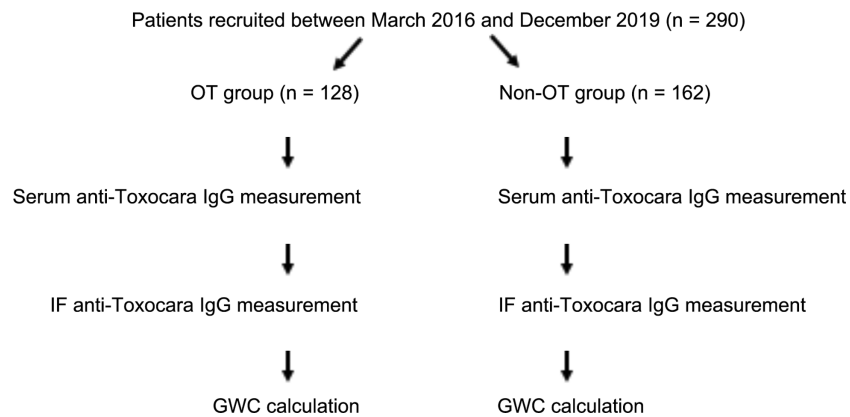 Patients recruited between March 2016 and December 2019 (n = 290)
OT group (n = 128)
Non-OT group (n = 162)
Serum anti-Toxocara IgG measurement
Serum anti-Toxocara IgG measurement
IF anti-Toxocara IgG measurement
IF anti-Toxocara IgG measurement
GWC calculation
GWC calculation